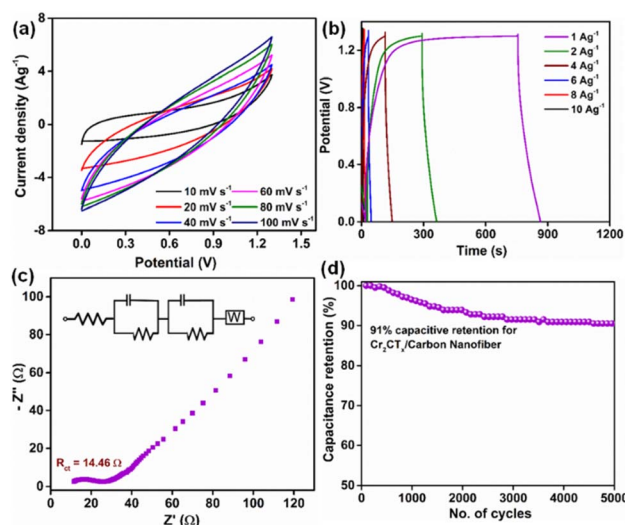 (a)
8
4
0
-4
-8
Current density (Ag⁻¹)
10 mV s⁻¹
20 mV s⁻¹
40 mV s⁻¹
60 mV s⁻¹
80 mV s⁻¹
100 mV s⁻¹
0.0 0.3 0.6 0.9 1.2 1.5
Potential (V)
(b)
1.2
0.8
0.4
0.0
Potential (V)
1 Ag⁻¹
2 Ag⁻¹
4 Ag⁻¹
6 Ag⁻¹
8 Ag⁻¹
10 Ag⁻¹
0 300 600 900 1200
Time (s)
(c)
100
80
60
40
20
0
- Z'' (Ω)
W
R_ct = 14.46 Ω
0 20 40 60 80 100 120
Z' (Ω)
(d)
100
90
80
70
60
50
Capacitance retention (%)
91% capacitive retention for
Cr₂CTₓ/Carbon Nanofiber
0 1000 2000 3000 4000 5000
No. of cycles